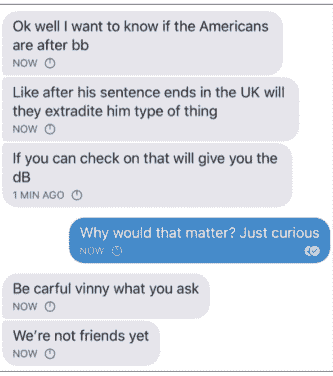 Ok well I want to know if the Americans
are after bb
NOW
Like after his sentence ends in the UK will
they extradite him type of thing
NOW
If you can check on that will give you the
dB
1 MIN AGO
Why would that matter? Just curious
NOW
Be carful vinny what you ask
NOW
We're not friends yet
NOW